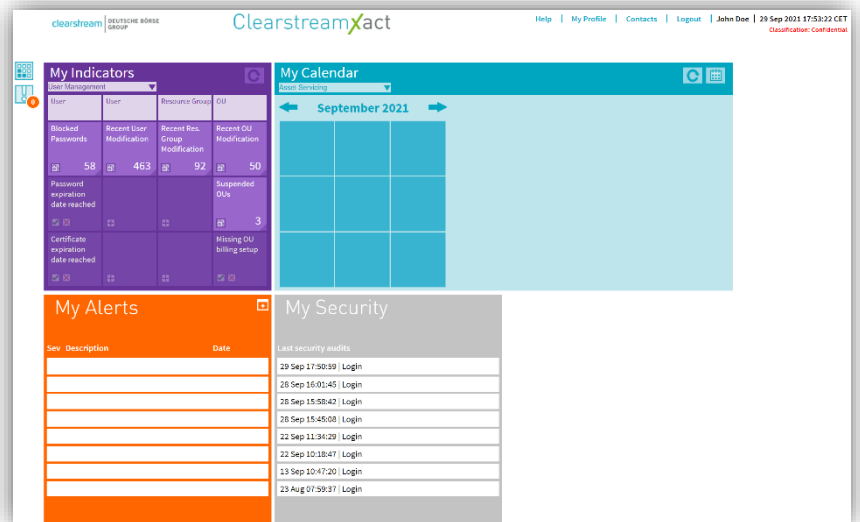 clearstream DEUTSCHE BÖRSE GROUP
ClearstreamXact
Help | My Profile | Contacts | Logout | John Doe | 29 Sep 2021 17:53:22 CET
Classification: Confidential
My Indicators
User Management
User User Resource Group OU
Blocked Passwords 58
Recent User Modification 463
Recent Res. Group Modification 92
Recent OU Modification 50
Password expiration date reached
Suspended OUs 3
Certificate expiration date reached
Missing OU billing setup
My Calendar
Asset Servicing
September 2021
My Alerts
Sev Description Date
My Security
Last security audits
29 Sep 17:50:59 | Login
28 Sep 16:01:45 | Login
28 Sep 15:58:42 | Login
28 Sep 15:45:08 | Login
22 Sep 11:34:29 | Login
22 Sep 10:18:47 | Login
13 Sep 10:47:20 | Login
23 Aug 07:59:37 | Login